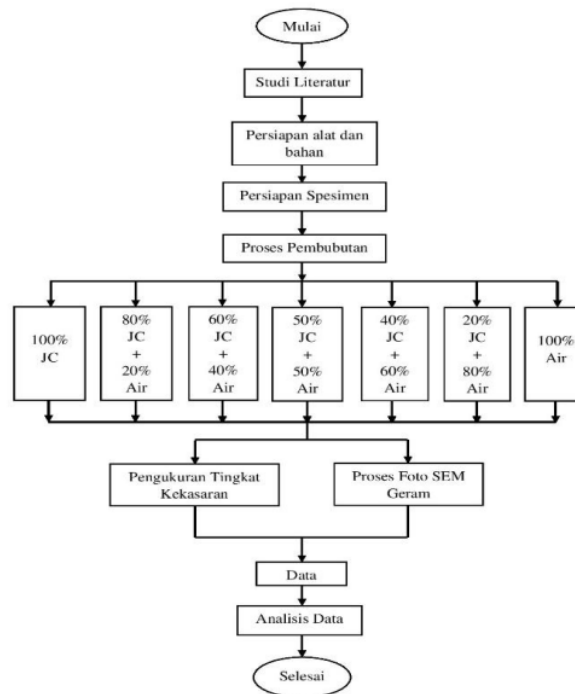 Mulai
Studi Literatur
Persiapan alat dan
bahan
Persiapan Spesimen
Proses Pembubutan
100%
JC
80%
JC
+
20%
Air
60%
JC
+
40%
Air
50%
JC
+
50%
Air
40%
JC
+
60%
Air
20%
JC
+
80%
Air
100%
Air
Pengukuran Tingkat
Kekasaran
Proses Foto SEM
Geram
Data
Analisis Data
Selesai